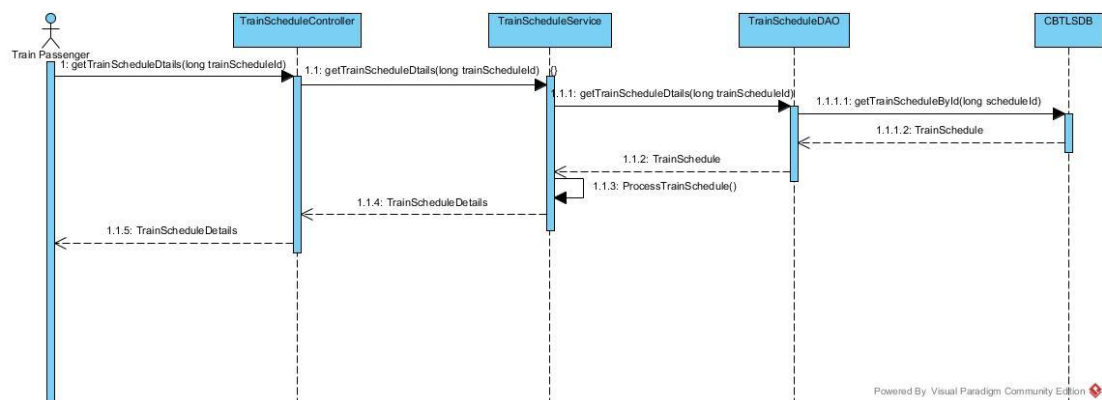 TrainScheduleController
TrainScheduleService
TrainScheduleDAO
CBTLSDB
Train Passenger
1: getTrainScheduleDtails(long trainScheduleId)
1.1: getTrainScheduleDtails(long trainScheduleId)
{}
1.1.1: getTrainScheduleDtails(long trainScheduleId)
1.1.1.1: getTrainScheduleById(long scheduleId)
1.1.1.2: TrainSchedule
1.1.2: TrainSchedule
1.1.3: ProcessTrainSchedule()
1.1.4: TrainScheduleDetails
1.1.5: TrainScheduleDetails
Powered By Visual Paradigm Community Edition